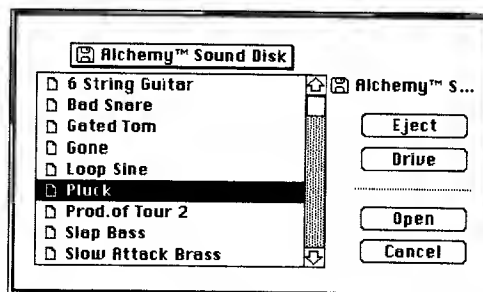 Alchemy™ Sound Disk
6 String Guitar
Bad Snare
Gated Tom
Gone
Loop Sine
Pluck
Prod.of Tour 2
Slap Bass
Slow Attack Brass
Alchemy™ S...
Eject
Drive
Open
Cancel